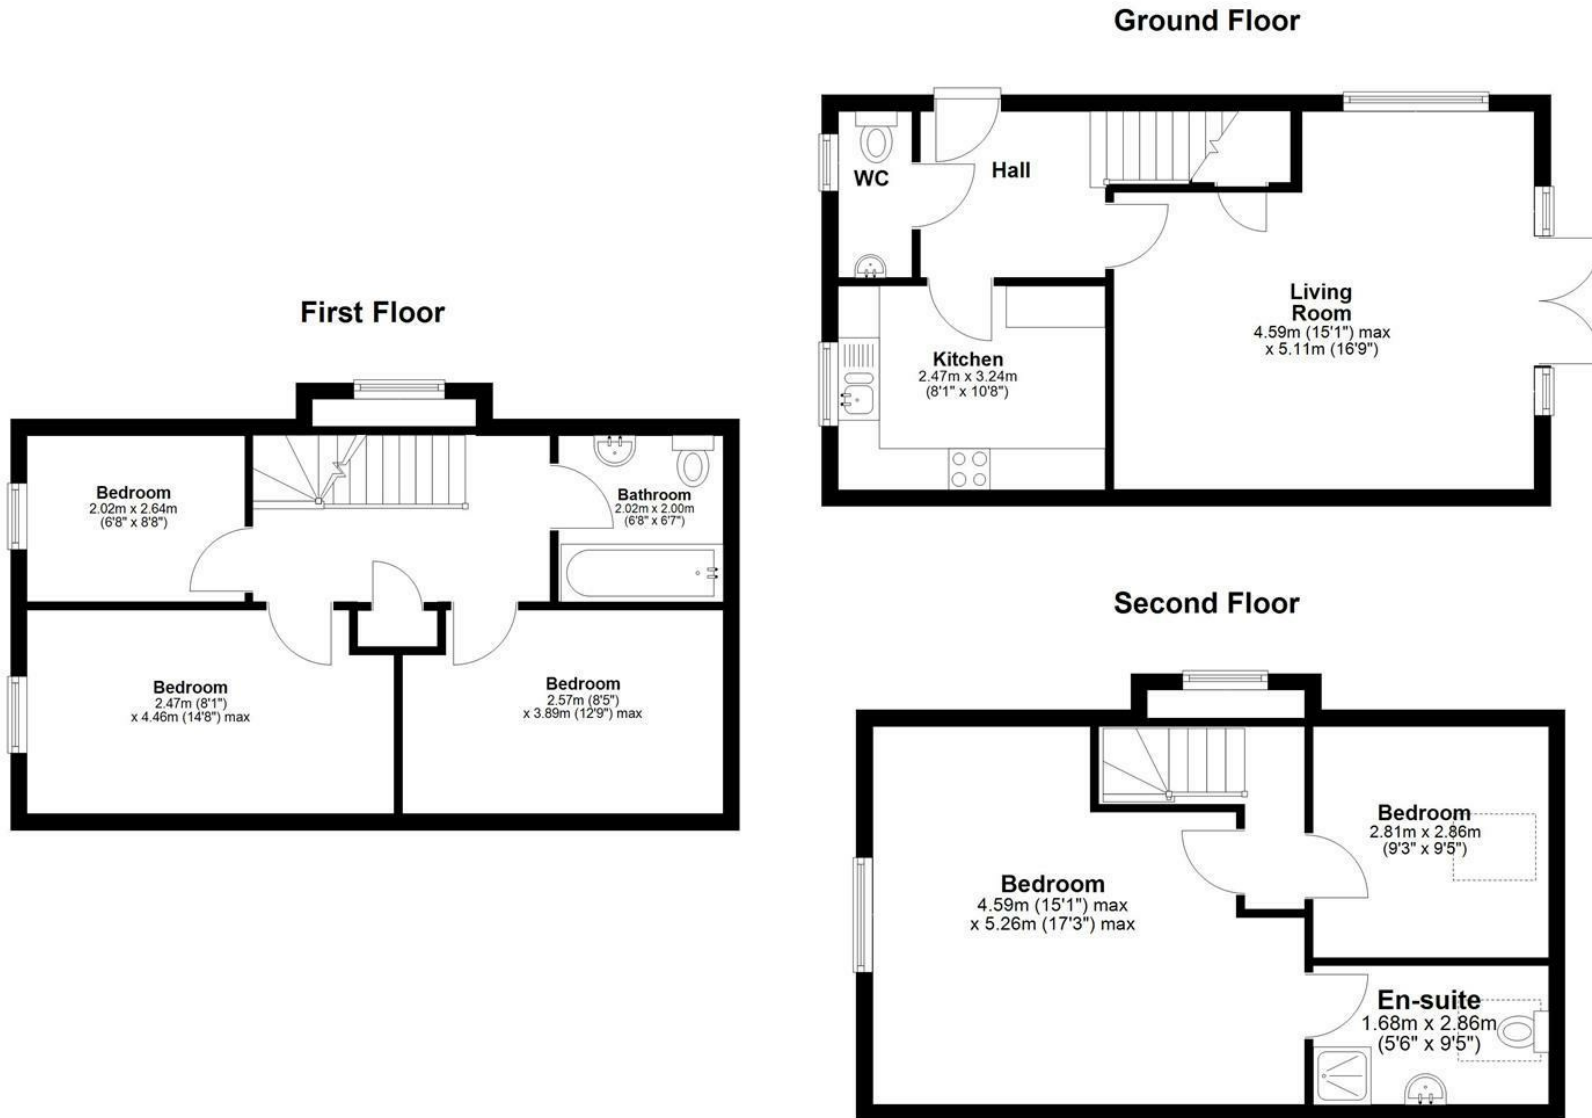 Ground Floor
WC
Hall
Living
Room
4.59m (15'1") max
x 5.11m (16'9")
Kitchen
2.47m x 3.24m
(8'1" x 10'8")
First Floor
Bedroom
2.02m x 2.64m
(6'8" x 8'8")
Bathroom
2.02m x 2.00m
(6'8" x 6'7")
Bedroom
2.47m (8'1")
x 4.46m (14'8") max
Bedroom
2.57m (8'5")
x 3.89m (12'9") max
Second Floor
Bedroom
4.59m (15'1") max
x 5.26m (17'3") max
Bedroom
2.81m x 2.86m
(9'3" x 9'5")
En-suite
1.68m x 2.86m
(5'6" x 9'5")